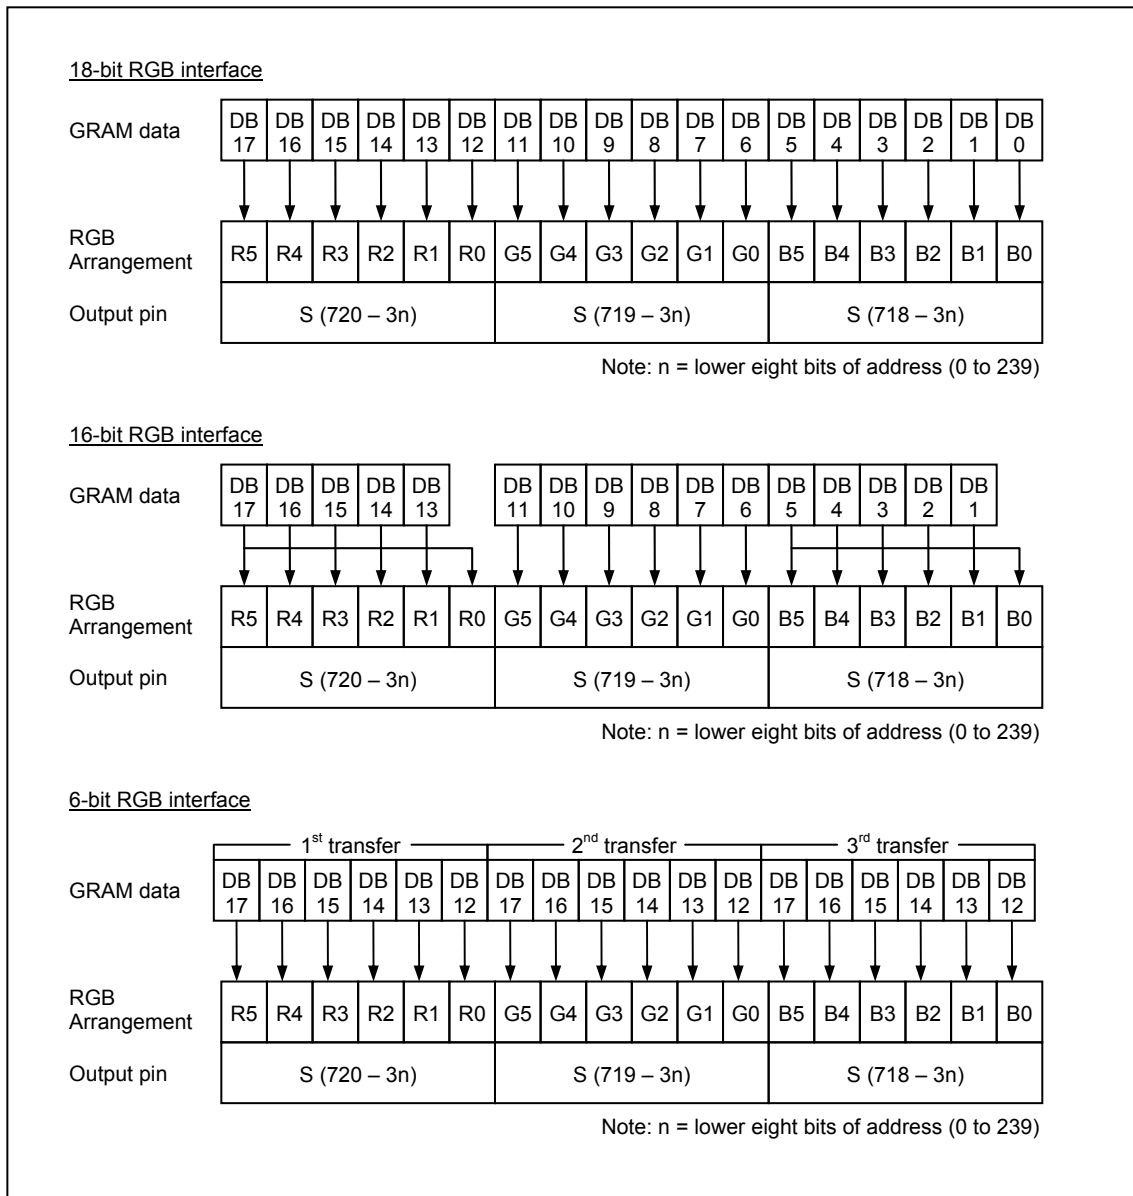 18-bit RGB interface
GRAM data DB 17 DB 16 DB 15 DB 14 DB 13 DB 12 DB 11 DB 10 DB 9 DB 8 DB 7 DB 6 DB 5 DB 4 DB 3 DB 2 DB 1 DB 0
RGB Arrangement R5 R4 R3 R2 R1 R0 G5 G4 G3 G2 G1 G0 B5 B4 B3 B2 B1 B0
Output pin S (720 – 3n) S (719 – 3n) S (718 – 3n)
Note: n = lower eight bits of address (0 to 239)
16-bit RGB interface
GRAM data DB 17 DB 16 DB 15 DB 14 DB 13 DB 11 DB 10 DB 9 DB 8 DB 7 DB 6 DB 5 DB 4 DB 3 DB 2 DB 1
RGB Arrangement R5 R4 R3 R2 R1 R0 G5 G4 G3 G2 G1 G0 B5 B4 B3 B2 B1 B0
Output pin S (720 – 3n) S (719 – 3n) S (718 – 3n)
Note: n = lower eight bits of address (0 to 239)
6-bit RGB interface
1st transfer 2nd transfer 3rd transfer
GRAM data DB 17 DB 16 DB 15 DB 14 DB 13 DB 12 DB 17 DB 16 DB 15 DB 14 DB 13 DB 12 DB 17 DB 16 DB 15 DB 14 DB 13 DB 12
RGB Arrangement R5 R4 R3 R2 R1 R0 G5 G4 G3 G2 G1 G0 B5 B4 B3 B2 B1 B0
Output pin S (720 – 3n) S (719 – 3n) S (718 – 3n)
Note: n = lower eight bits of address (0 to 239)